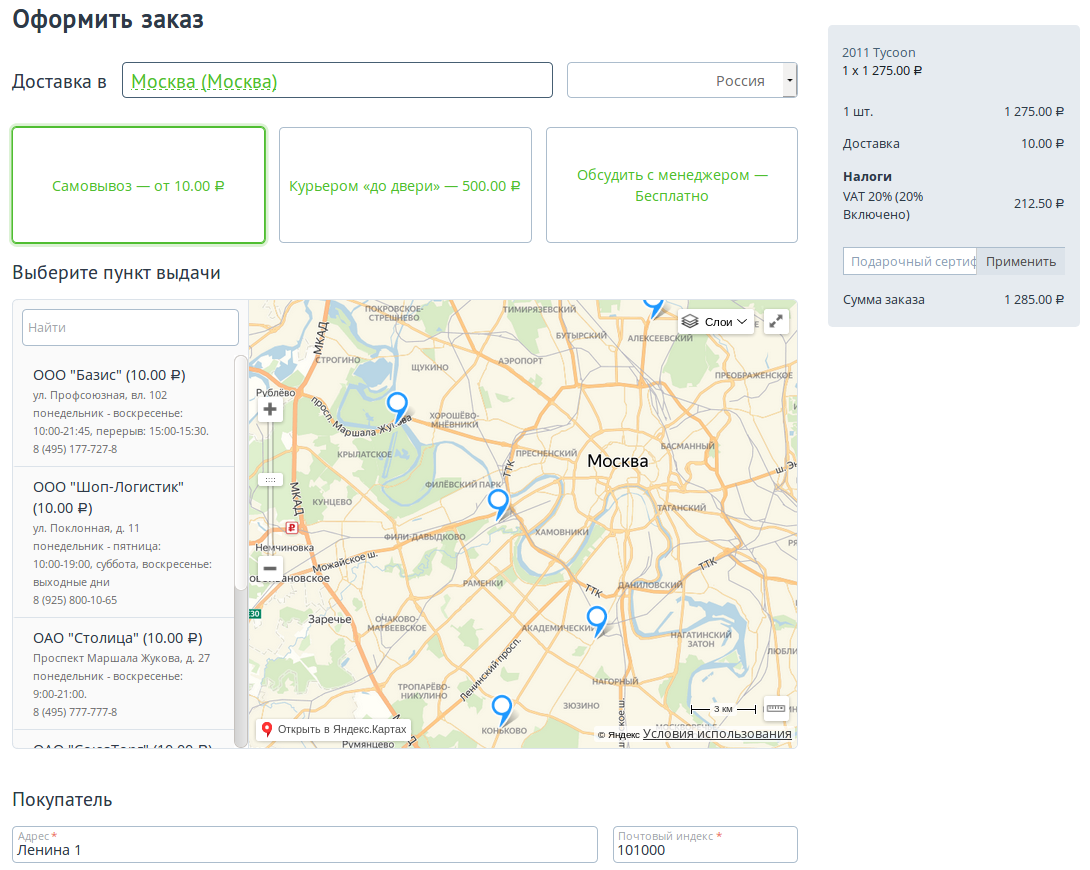 Оформить заказ
Доставка в
Москва (Москва)
Россия
Самовывоз — от 10.00 ₽
Курьером «до двери» — 500.00 ₽
Обсудить с менеджером —
Бесплатно
Выберите пункт выдачи
Найти
ООО "Базис" (10.00 ₽)
ул. Профсоюзная, вл. 102
понедельник - воскресенье:
10:00-21:45, перерыв: 15:00-15:30.
8 (495) 177-727-8
ООО "Шоп-Логистик"
(10.00 ₽)
ул. Поклонная, д. 11
понедельник - пятница:
10:00-19:00, суббота, воскресенье:
выходные дни
8 (925) 800-10-65
ОАО "Столица" (10.00 ₽)
Проспект Маршала Жукова, д. 27
понедельник - воскресенье:
9:00-21:00.
8 (495) 777-777-8
ОАО "СоюзТорг" (10.00 ₽)
ПОКРОВСКОЕ-
СТРЕШНЕВО
ТИМИРЯЗЕВСКИЙ
Слои
МКАД
БУТЫРСКИЙ
АЛЕКСЕЕВСКИЙ
СТРОГИНО
ЩУКИНО
АЭРОПОРТ
ПРЕОБРАЖЕНСКОЕ
Рублёво
просп. Маршала Жукова
ХОРОШЁВО-
МНЁВНИКИ
КРЫЛАТСКОЕ
ТТК
ПРЕСНЕНСКИЙ
БАСМАННЫЙ
Москва
ш. Эн
МКАД
ФИЛЁВСКИЙ ПАРК
КУНЦЕВО
ТАГАНСКИЙ
₽
ФИЛИ-ДАВЫДКОВО
ХАМОВНИКИ
Немчиновка
Можайское ш.
РАМЕНКИ
ТТК
ДАНИЛОВСКИЙ
ТТК
Е30
Заречье
ОЧАКОВО-
МАТВЕЕВСКОЕ
АКАДЕМИЧЕСКИЙ
НАГАТИНСКИЙ
ЗАТОН
ЛЮБЛИ
Ленинский просп.
ТРОПАРЁВО-
НИКУЛИНО
НАГОРНЫЙ
ЗЮЗИНО
3 км
КОНЬКОВО
Открыть в Яндекс.Картах
Румянцево
© Яндекс Условия использования
Покупатель
Адрес *
Ленина 1
Почтовый индекс *
101000
2011 Tycoon
1 x 1 275.00 ₽
1 шт. 1 275.00 ₽
Доставка 10.00 ₽
Налоги
VAT 20% (20%
Включено) 212.50 ₽
Подарочный сертиф
Применить
Сумма заказа 1 285.00 ₽